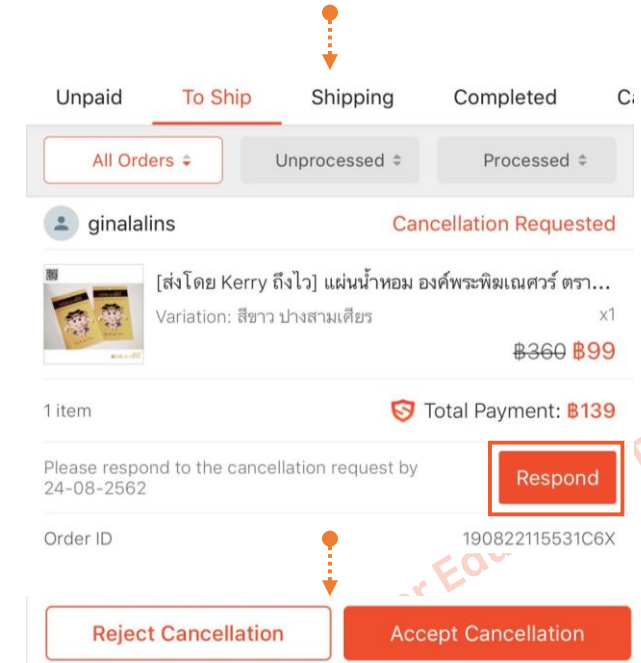 Unpaid To Ship Shipping Completed Ca
All Orders Unprocessed Processed
ginalalins Cancellation Requested
[ส่งโดย Kerry ถึงไว] แผ่นน้ำหอม องค์พระพิฆเณศวร์ ตรา...
Variation: สีขาว ปางสามเศียร x1
฿360 ฿99
1 item Total Payment: ฿139
Please respond to the cancellation request by
24-08-2562
Respond
Order ID 190822115531C6X
Reject Cancellation Accept Cancellation